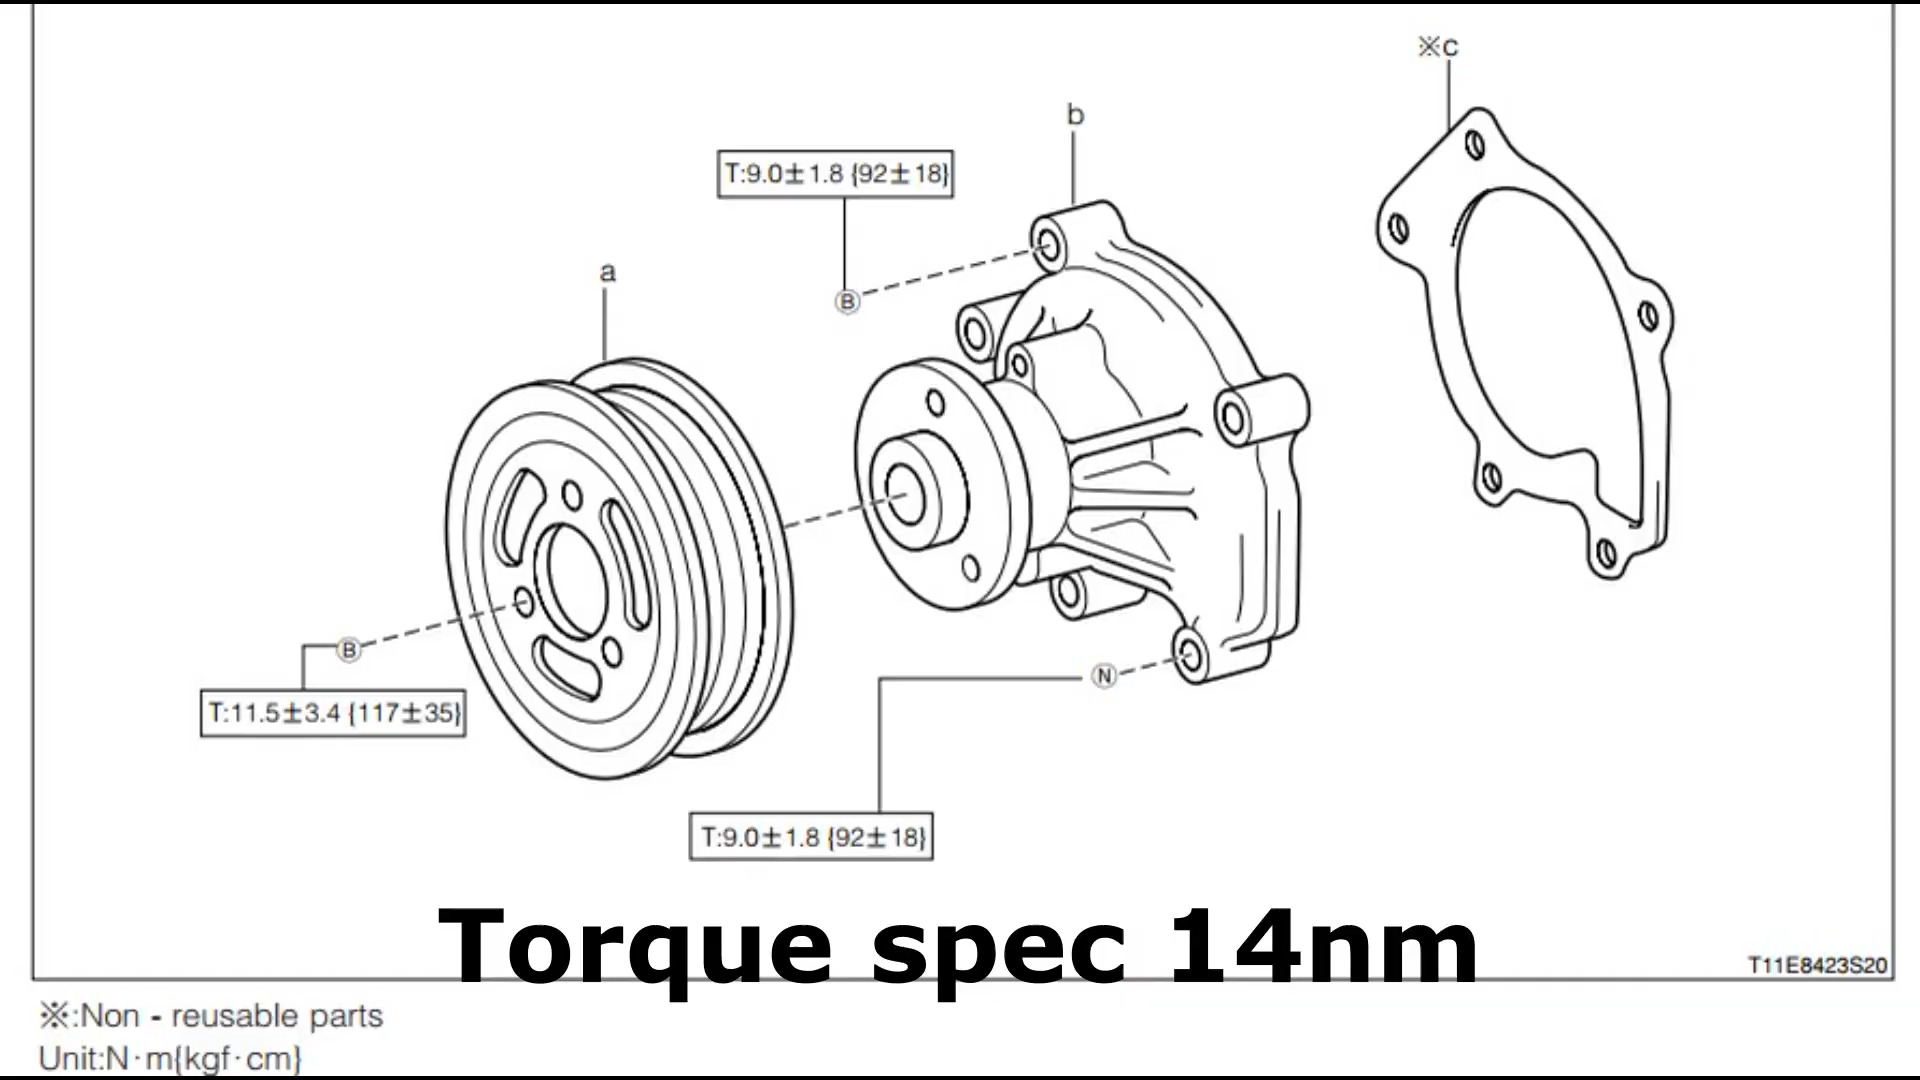 ※c
b
T:9.0±1.8 {92±18}
a
B
B
N
T:11.5±3.4 {117±35}
T:9.0±1.8 {92±18}
Torque spec 14nm
T11E8423S20
※:Non - reusable parts
Unit:N·m{kgf·cm}